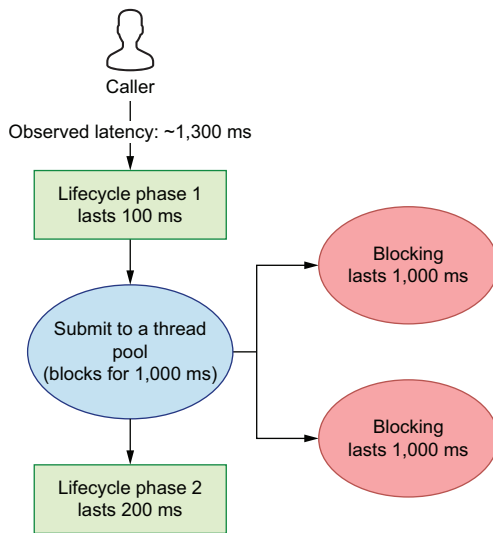 Caller
Observed latency: ~1,300 ms
Lifecycle phase 1
lasts 100 ms
Blocking
lasts 1,000 ms
Submit to a thread
pool
(blocks for 1,000 ms)
Blocking
lasts 1,000 ms
Lifecycle phase 2
lasts 200 ms